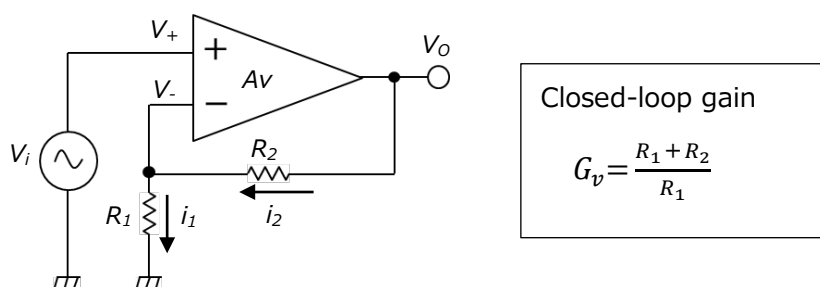 V+
+
Vo
Av
V-
−
Vi
R2
R1
i1
i2
Closed-loop gain
Gv=(R1+R2)/R1